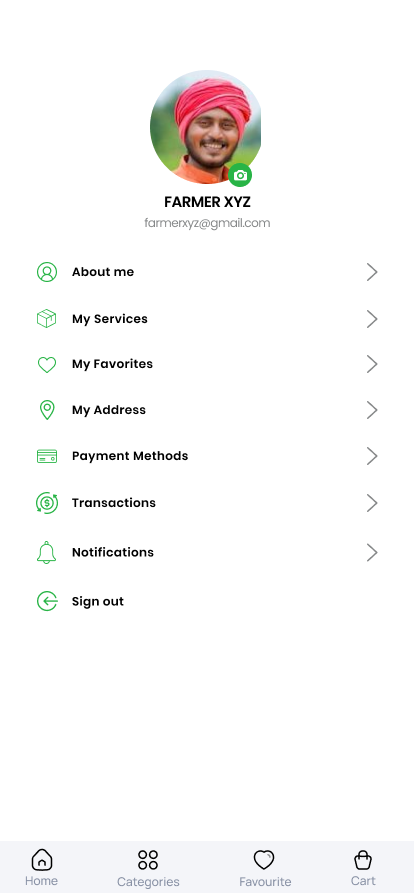 FARMER XYZ
farmerxyz@gmail.com
About me
My Services
My Favorites
My Address
Payment Methods
Transactions
Notifications
Sign out
Home
Categories
Favourite
Cart